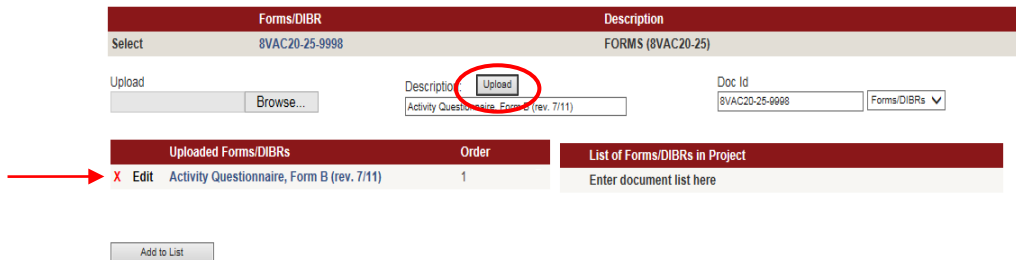 Forms/DIBR Description
Select 8VAC20-25-9998 FORMS (8VAC20-25)
Upload Description: Upload Doc Id
Browse... Activity Questionnaire, Form B (rev. 7/11) 8VAC20-25-9998 Forms/DIBRs
Uploaded Forms/DIBRs Order List of Forms/DIBRs in Project
X Edit Activity Questionnaire, Form B (rev. 7/11) 1 Enter document list here
Add to List